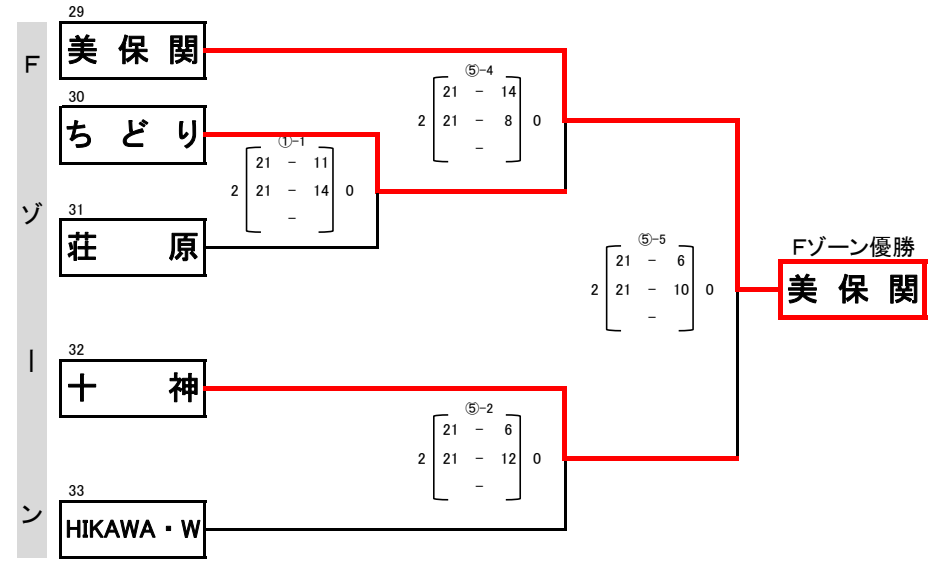 Fゾーン
29
美保関
30
ちどり
31
荘原
32
十神
33
HIKAWA・W
①-1
21 - 11
2 21 - 14 0
-
⑤-4
21 - 14
2 21 - 8 0
-
⑤-2
21 - 6
2 21 - 12 0
-
⑤-5
21 - 6
2 21 - 10 0
-
Fゾーン優勝
美保関